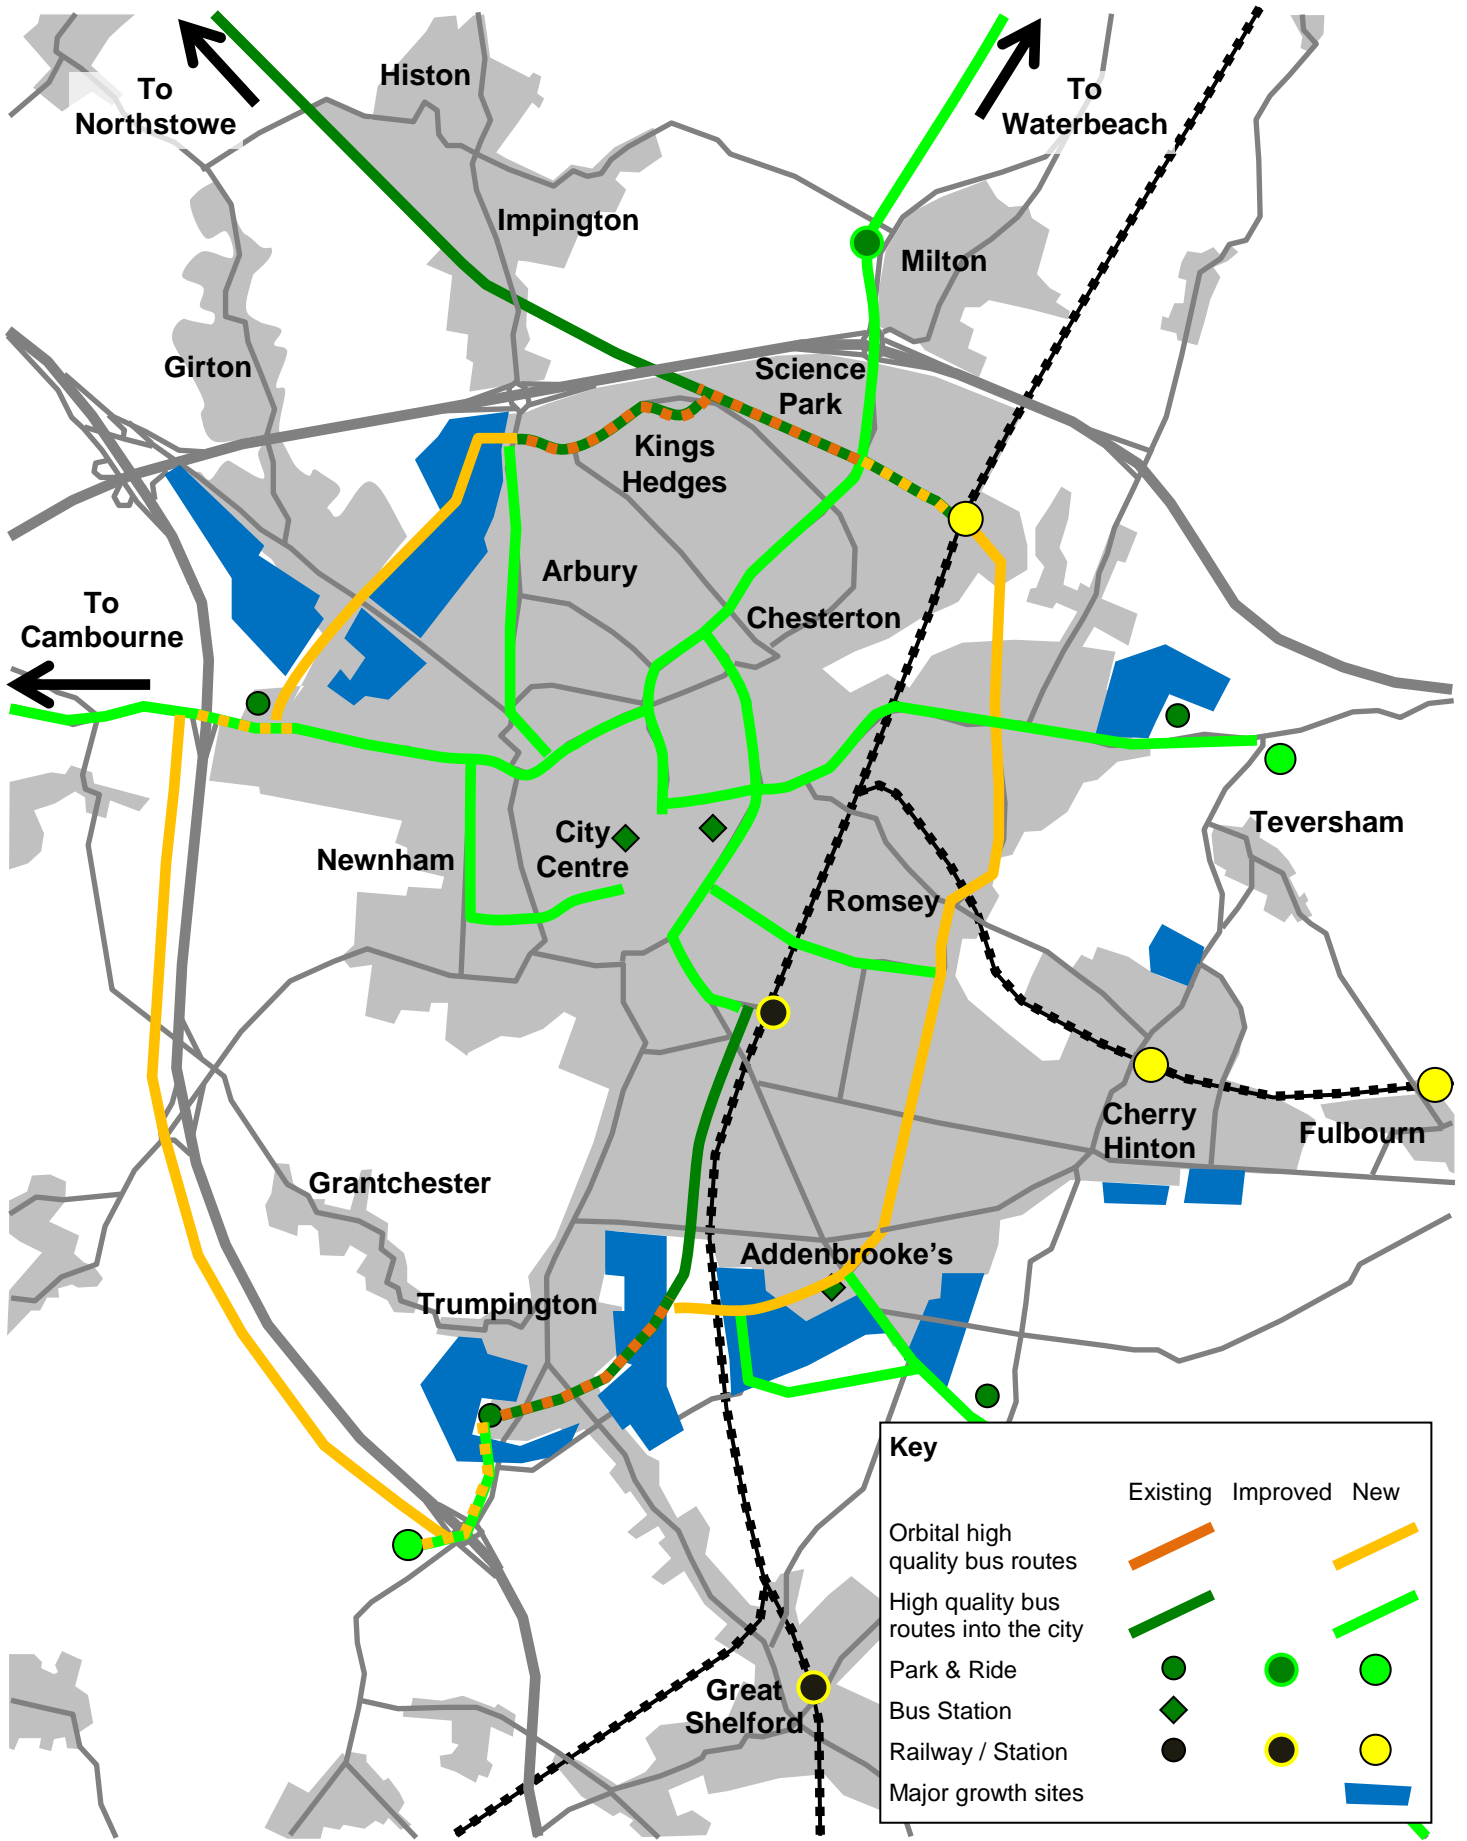 Histon
To
Northstowe
To
Waterbeach
Impington
Milton
Girton
Science
Park
Kings
Hedges
Arbury
To
Cambourne
Chesterton
Teversham
City
Centre
Newnham
Romsey
Cherry
Hinton
Fulbourn
Grantchester
Addenbrooke's
Trumpington
Great
Shelford
Key
Existing Improved New
Orbital high
quality bus routes
High quality bus
routes into the city
Park & Ride
Bus Station
Railway / Station
Major growth sites